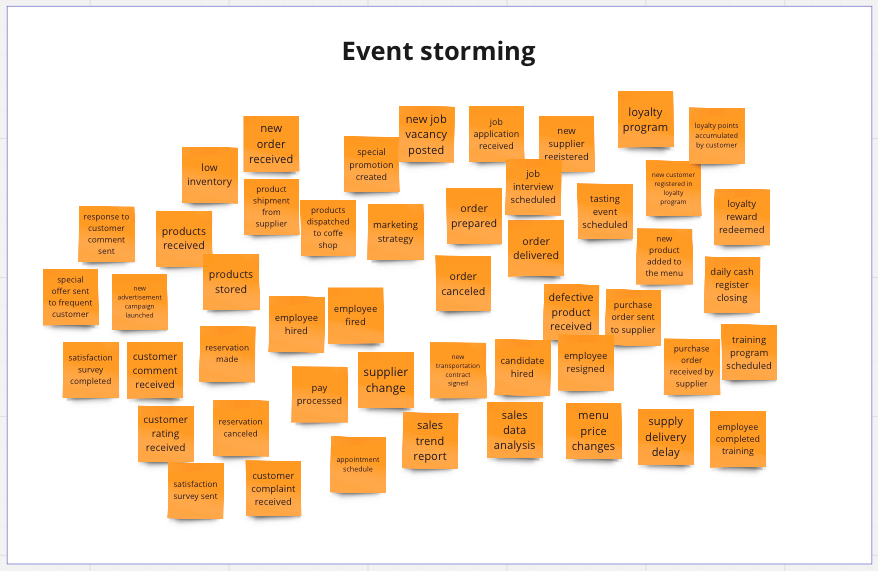 Event storming
loyalty
program
new job
vacancy
posted
job
application
received
loyalty points
accumulated
by customer
new
order
received
new
supplier
registered
special
promotion
created
low
inventory
job
interview
scheduled
new customer
registered in
loyalty
program
product
shipment
from
supplier
tasting
event
scheduled
order
prepared
loyalty
reward
redeemed
products
dispatched
to coffe
shop
marketing
strategy
response to
customer
comment
sent
products
received
order
delivered
new
product
added to
the menu
products
stored
order
canceled
daily cash
register
closing
special
offer sent
to frequent
customer
new
advertisement
campaign
launched
defective
product
received
purchase
order sent
to supplier
employee
hired
employee
fired
training
program
scheduled
reservation
made
employee
resigned
satisfaction
survey
completed
customer
comment
received
new
transportation
contract
signed
candidate
hired
purchase
order
received by
supplier
supplier
change
pay
processed
customer
rating
received
reservation
canceled
sales
data
analysis
menu
price
changes
supply
delivery
delay
employee
completed
training
sales
trend
report
appointment
schedule
satisfaction
survey sent
customer
complaint
received